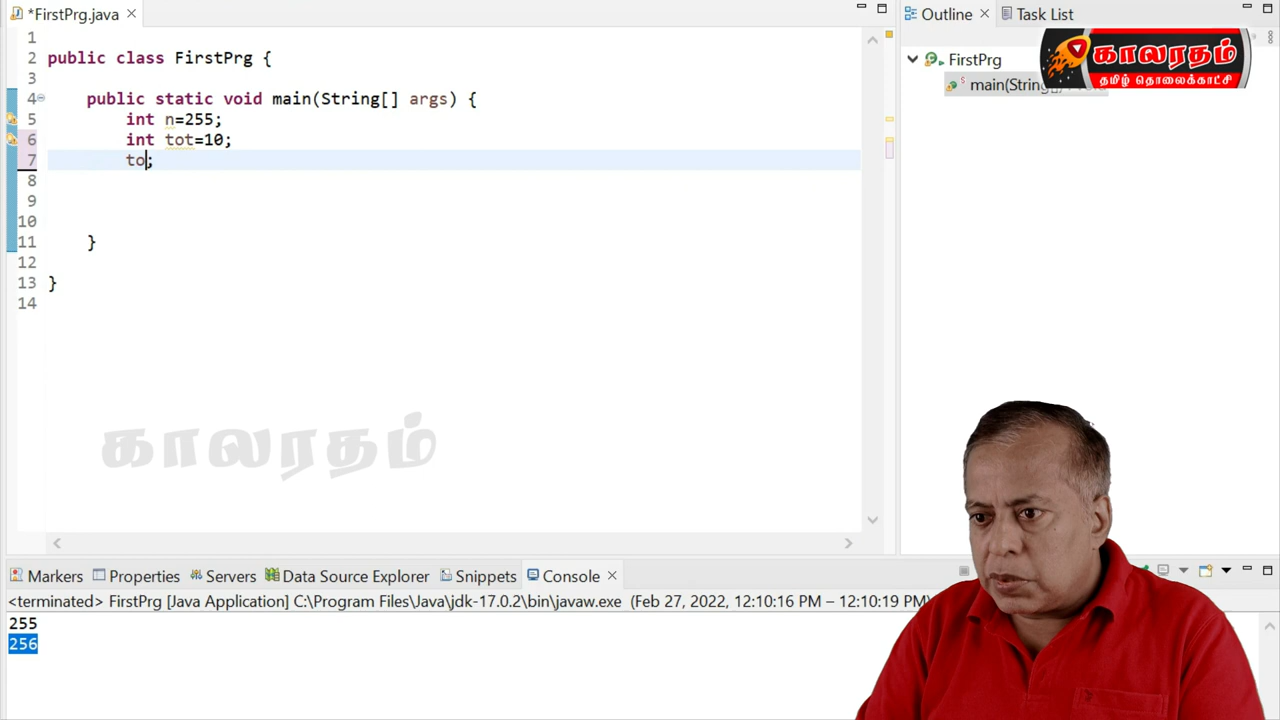 *FirstPrg.java
Outline
Task List
1
2 public class FirstPrg {
3
4 public static void main(String[] args) {
5 int n=255;
6 int tot=10;
7 to;
8
9
10
11 }
12
13 }
14
FirstPrg
main(String[
காலரதம்
தமிழ் தொலைக்காட்சி
காலரதம்
Markers Properties Servers Data Source Explorer Snippets Console
<terminated> FirstPrg [Java Application] C:\Program Files\Java\jdk-17.0.2\bin\javaw.exe (Feb 27, 2022, 12:10:16 PM – 12:10:19 PM)
255
256